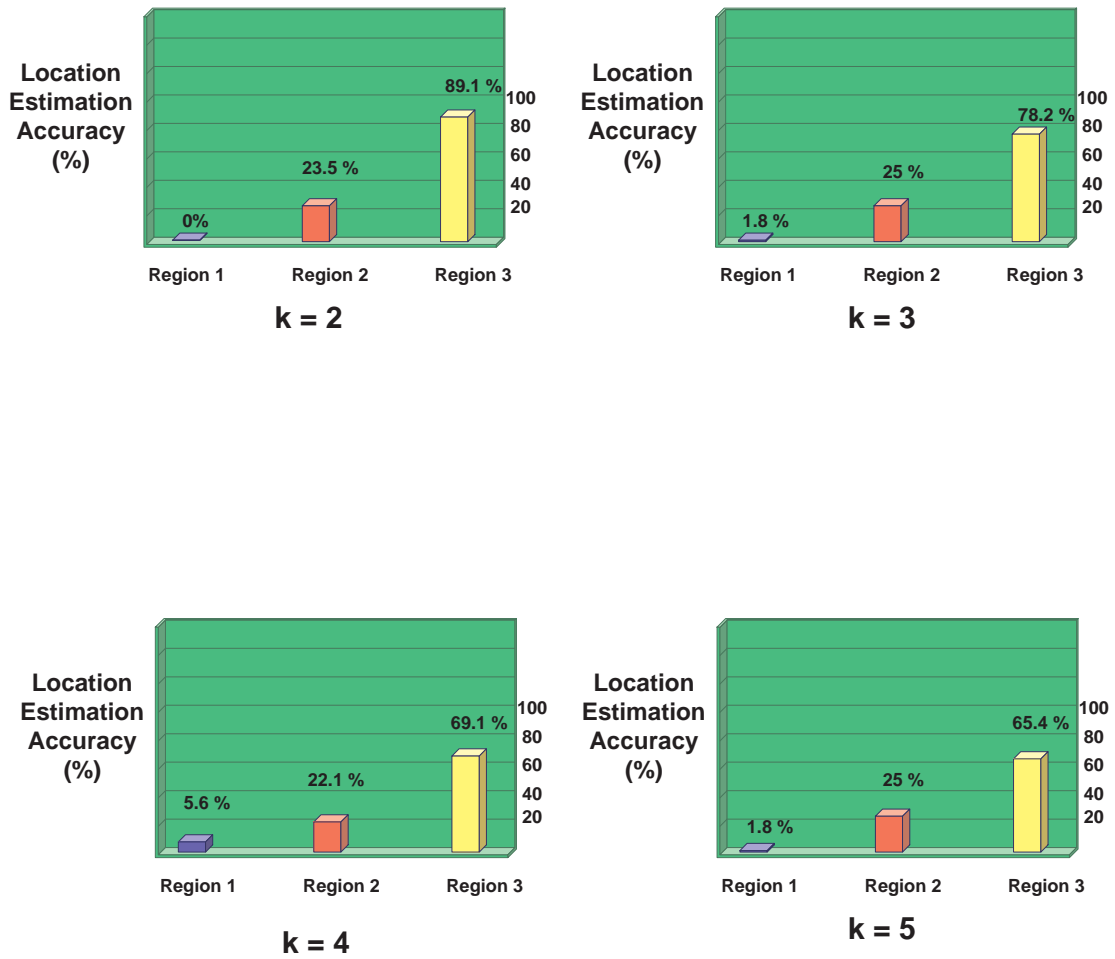 Location
Estimation
Accuracy
(%)
89.1 %
23.5 %
0%
100
80
60
40
20
Region 1
Region 2
Region 3
k = 2
Location
Estimation
Accuracy
(%)
78.2 %
25 %
1.8 %
100
80
60
40
20
Region 1
Region 2
Region 3
k = 3
Location
Estimation
Accuracy
(%)
69.1 %
22.1 %
5.6 %
100
80
60
40
20
Region 1
Region 2
Region 3
k = 4
Location
Estimation
Accuracy
(%)
65.4 %
25 %
1.8 %
100
80
60
40
20
Region 1
Region 2
Region 3
k = 5